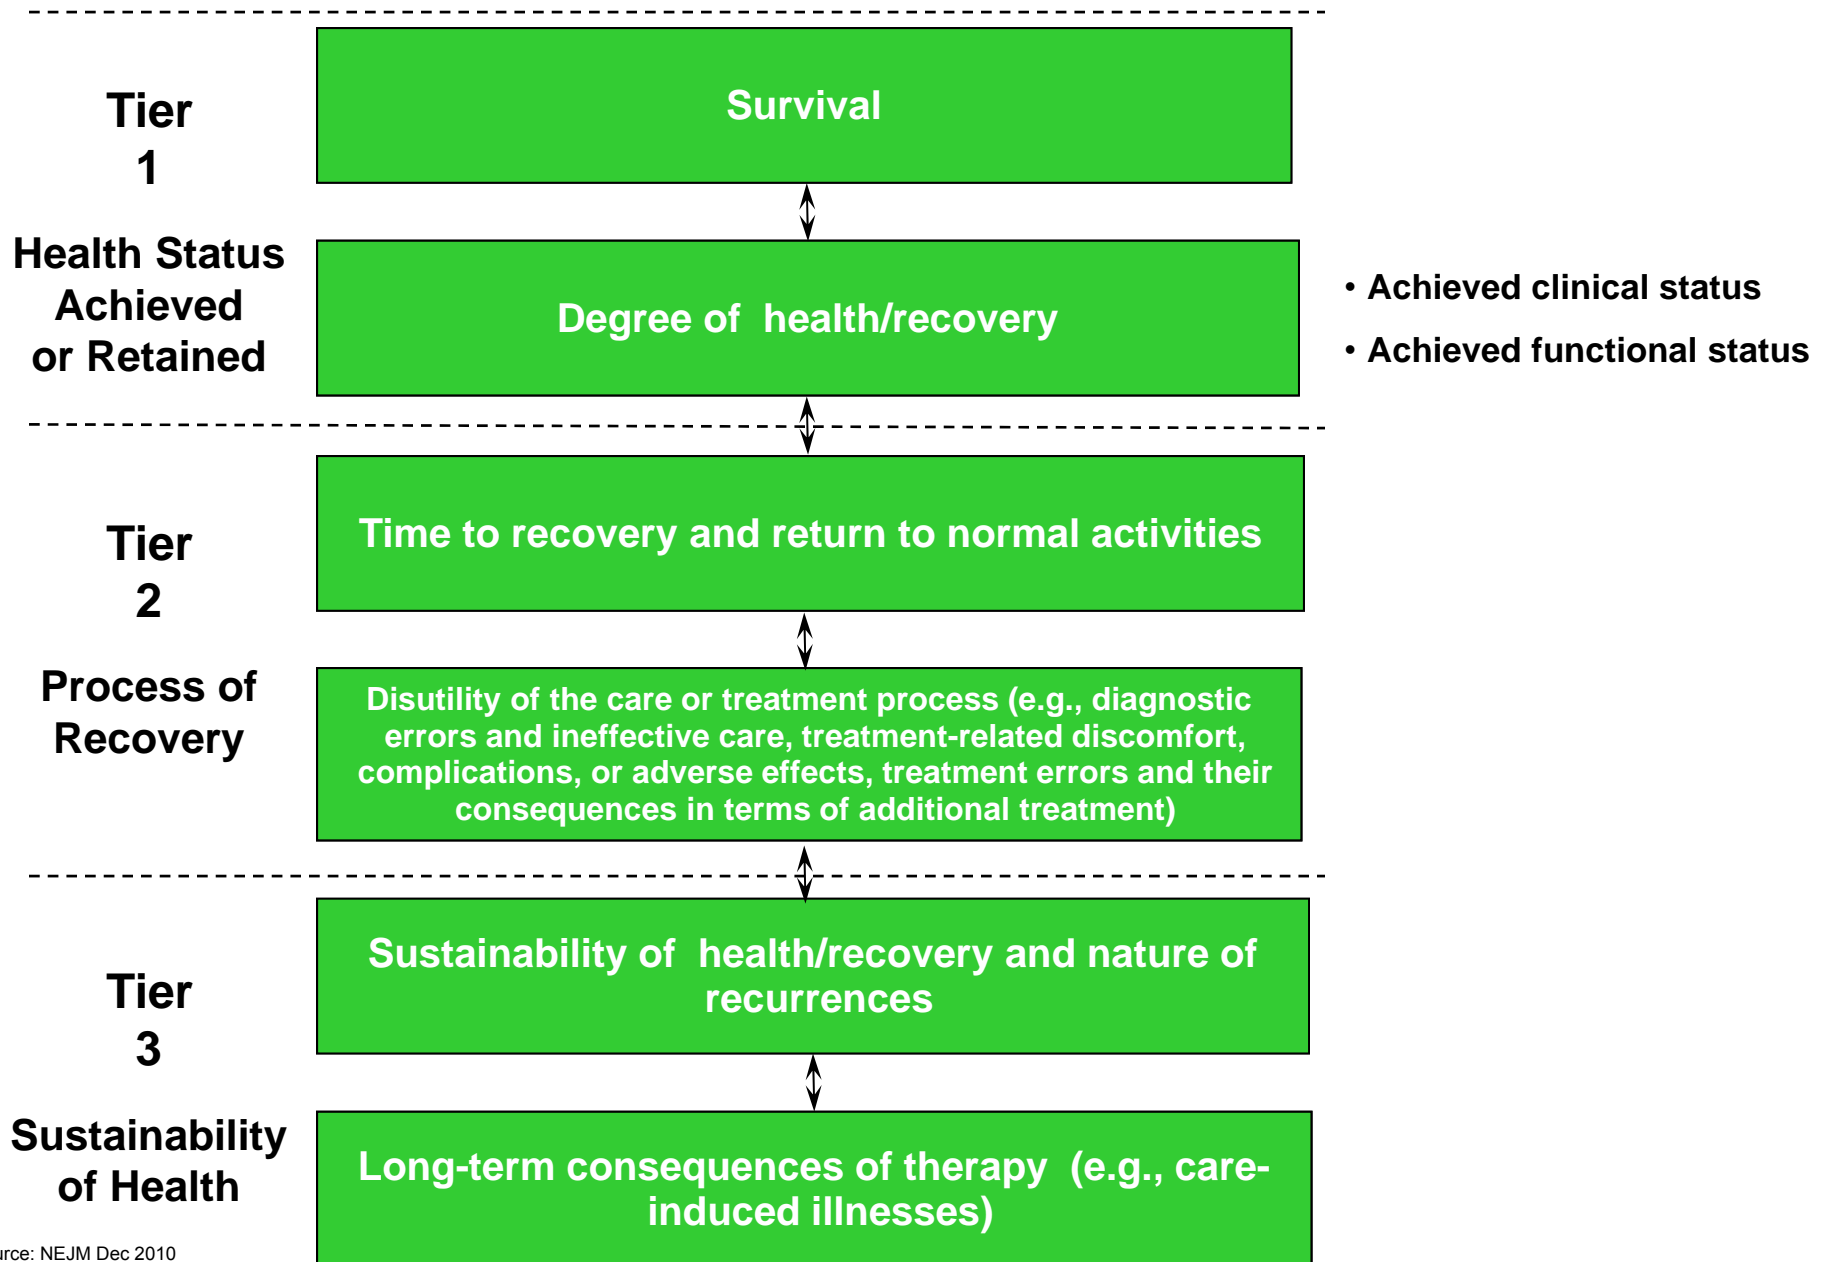 Tier
1
Survival
Health Status
Achieved
or Retained
Degree of health/recovery
• Achieved clinical status
• Achieved functional status
Tier
2
Time to recovery and return to normal activities
Process of
Recovery
Disutility of the care or treatment process (e.g., diagnostic
errors and ineffective care, treatment-related discomfort,
complications, or adverse effects, treatment errors and their
consequences in terms of additional treatment)
Tier
3
Sustainability of health/recovery and nature of
recurrences
Sustainability
of Health
Long-term consequences of therapy (e.g., care-
induced illnesses)
urce: NEJM Dec 2010